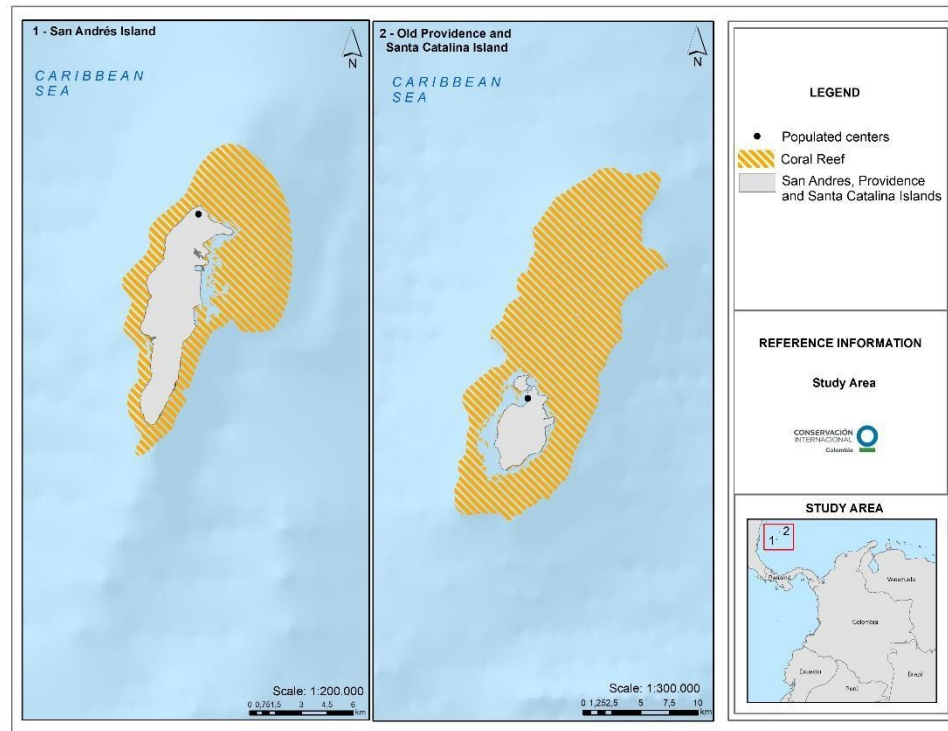 1 - San Andrés Island
CARIBBEAN
SEA
N
Scale: 1:200.000
0 0,751,5 3 4,5 6
km
2 - Old Providence and
Santa Catalina Island
CARIBBEAN
SEA
N
Scale: 1:300.000
0 1,252,5 5 7,5 10
km
LEGEND
Populated centers
Coral Reef
San Andres, Providence
and Santa Catalina Islands
REFERENCE INFORMATION
Study Area
CONSERVACIÓN
INTERNACIONAL
Colombia
STUDY AREA
1 2
Panamá
Venezuela
Colombia
Ecuador
Brazil
Perú